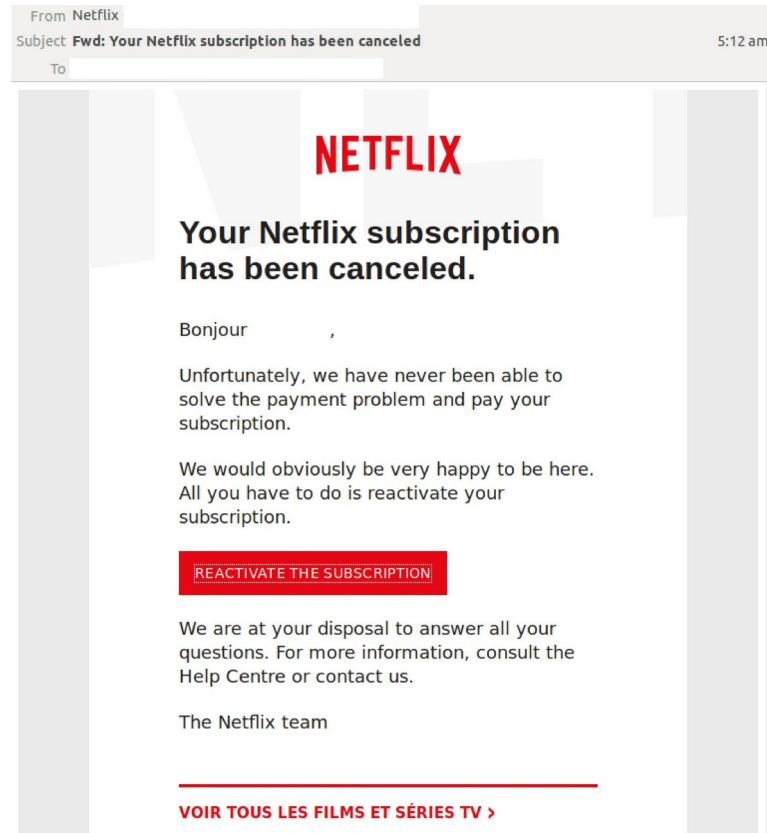 From Netflix
Subject Fwd: Your Netflix subscription has been canceled 5:12 am
To
NETFLIX
Your Netflix subscription
has been canceled.
Bonjour ,
Unfortunately, we have never been able to
solve the payment problem and pay your
subscription.
We would obviously be very happy to be here.
All you have to do is reactivate your
subscription.
REACTIVATE THE SUBSCRIPTION
We are at your disposal to answer all your
questions. For more information, consult the
Help Centre or contact us.
The Netflix team
VOIR TOUS LES FILMS ET SÉRIES TV ›